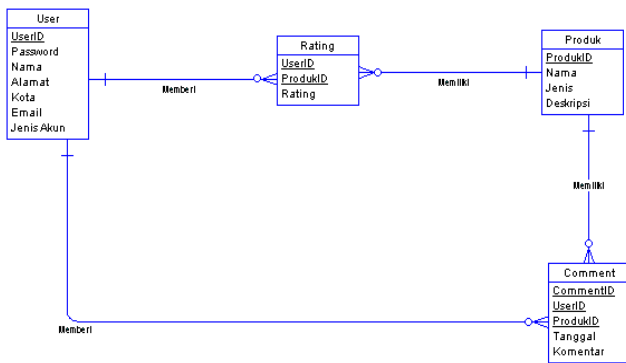 User
UserID
Password
Nama
Alamat
Kota
Email
Jenis Akun
Memberi
Rating
UserID
ProdukID
Rating
Memiliki
Produk
ProdukID
Nama
Jenis
Deskripsi
Memiliki
Comment
CommentID
UserID
ProdukID
Tanggal
Komentar
Memberi